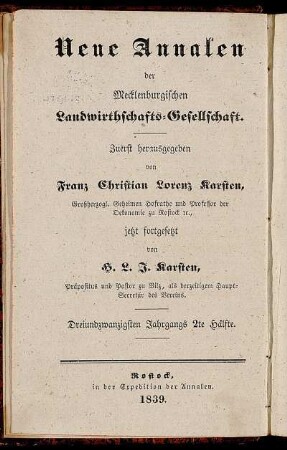 Neue Annalen
der
Mecklenburgischen
Landwirthschafts-Gesellschaft.
Zuerst herausgegeben
von
Franz Christian Lorenz Karsten,
Großherzogl. Geheimen Hofrathe und Professor der
Oekonomie zu Rostock ꝛc.,
jetzt fortgesetzt
von
H. L. J. Karsten,
Präpositus und Pastor zu Vilz, als derzeitigem Haupt-
Secretär des Vereins.
Dreiundzwanzigsten Jahrgangs 2te Hälfte.
Rostock,
in der Expedition der Annalen.
1839.